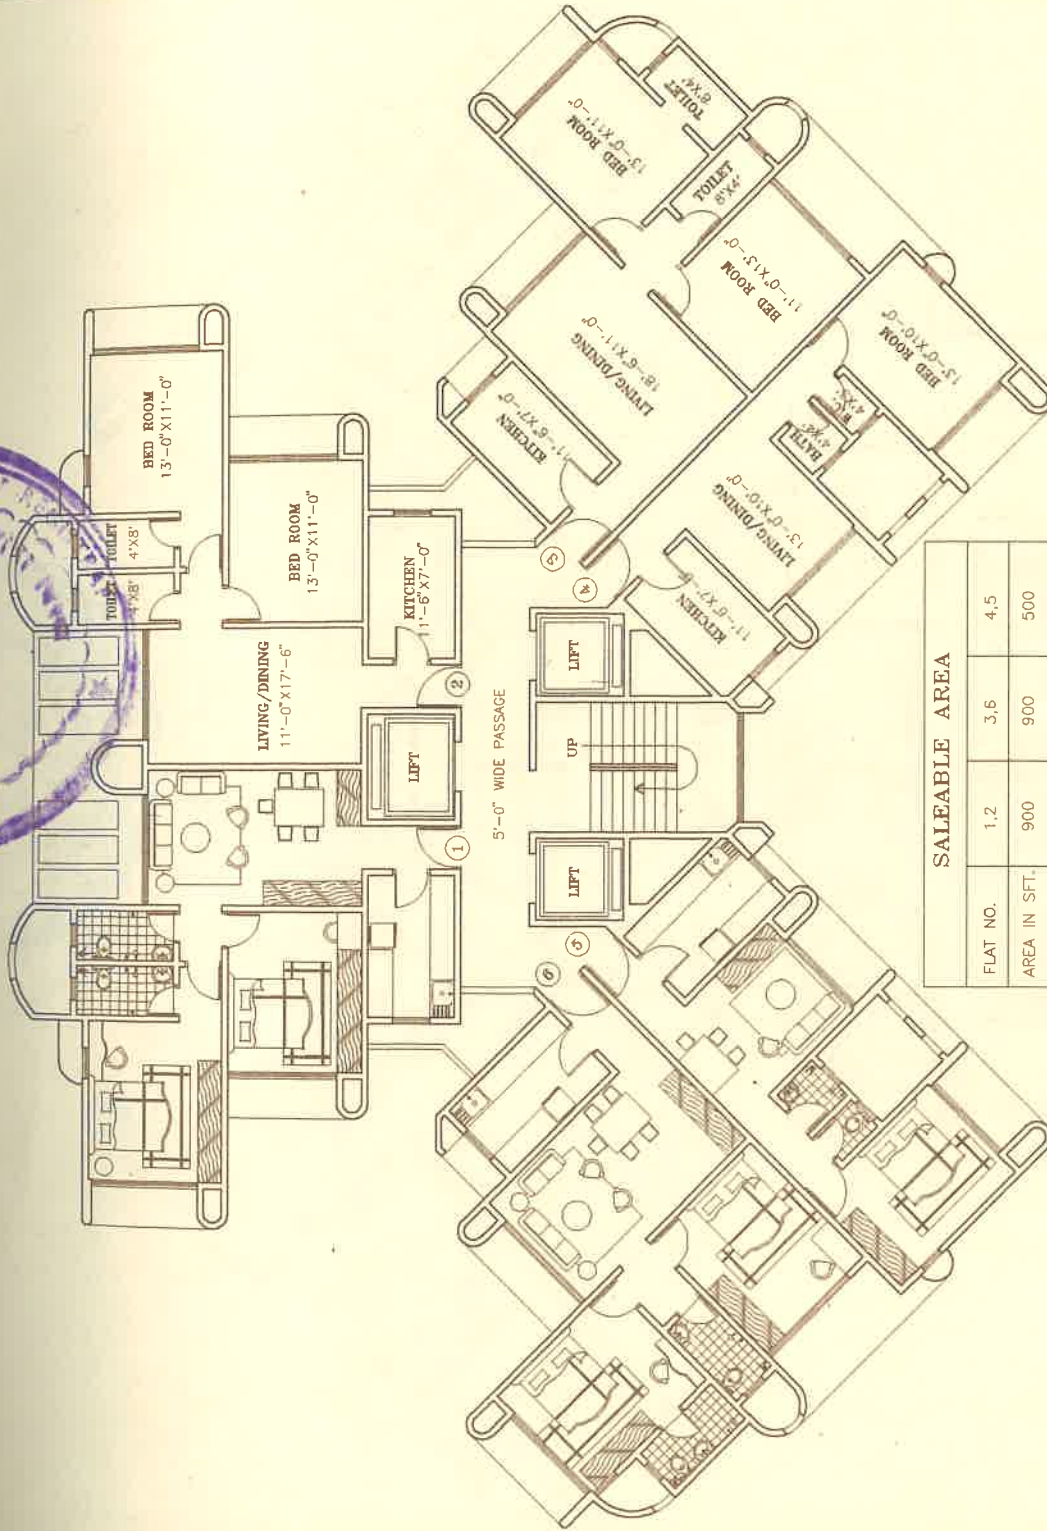 BED ROOM
13'-0"X11'-0"
TOILET
4'X8'
TOILET
4'X8'
BED ROOM
13'-0"X11'-0"
KITCHEN
11'-6"X7'-0"
LIVING/DINING
11'-0"X17'-6"
LIFT
2
1
5'-0" WIDE PASSAGE
LIFT
UP
LIFT
3
4
5
6
BED ROOM
13'-0"X11'-0"
TOILET
8'X4'
TOILET
8'X4'
BED ROOM
11'-0"X13'-0"
LIVING/DINING
18'-6"X11'-0"
KITCHEN
11'-6"X7'-0"
BED ROOM
13'-0"X10'-0"
BATH
4'X4'
LIVING/DINING
13'-0"X10'-0"
KITCHEN
SALEABLE AREA
FLAT NO. 1,2 3,6 4,5
AREA IN SFT. 900 900 500